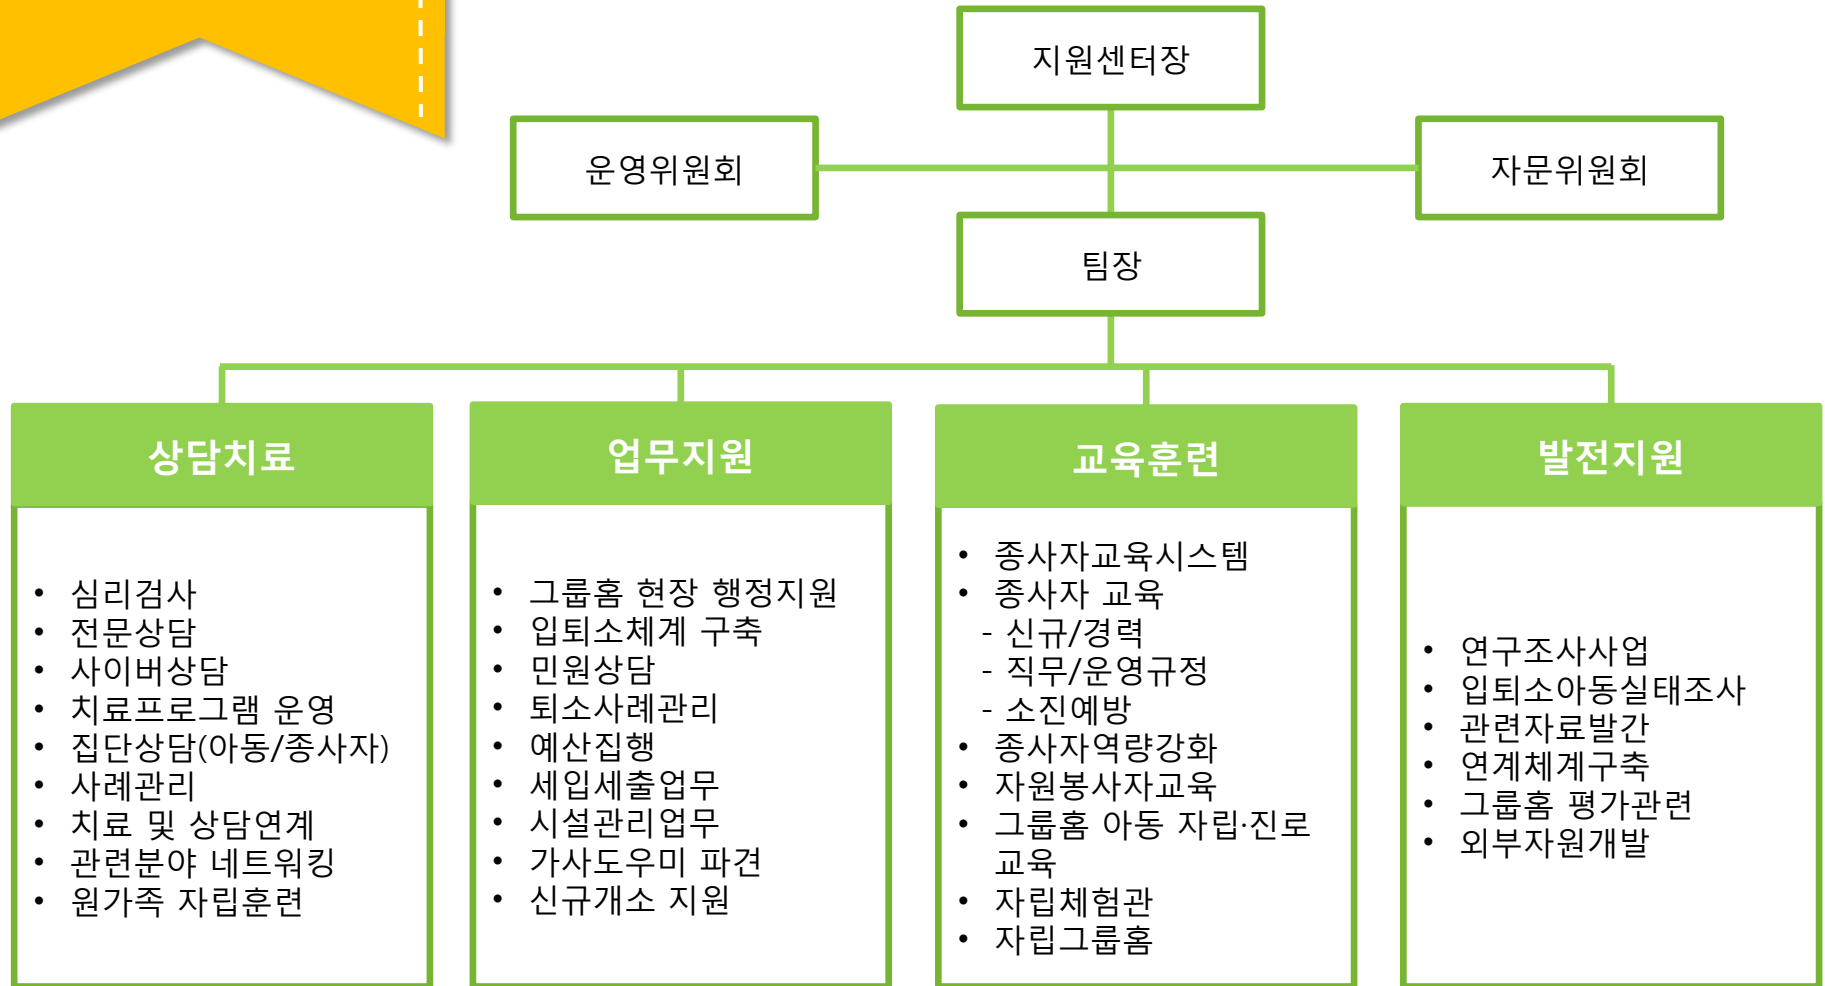 지원센터장
운영위원회
자문위원회
팀장
상담치료
• 심리검사
• 전문상담
• 사이버상담
• 치료프로그램 운영
• 집단상담(아동/종사자)
• 사례관리
• 치료 및 상담연계
• 관련분야 네트워킹
• 원가족 자립훈련
업무지원
• 그룹홈 현장 행정지원
• 입퇴소체계 구축
• 민원상담
• 퇴소사례관리
• 예산집행
• 세입세출업무
• 시설관리업무
• 가사도우미 파견
• 신규개소 지원
교육훈련
• 종사자교육시스템
• 종사자 교육
- 신규/경력
- 직무/운영규정
- 소진예방
• 종사자역량강화
• 자원봉사자교육
• 그룹홈 아동 자립·진로
교육
• 자립체험관
• 자립그룹홈
발전지원
• 연구조사사업
• 입퇴소아동실태조사
• 관련자료발간
• 연계체계구축
• 그룹홈 평가관련
• 외부자원개발